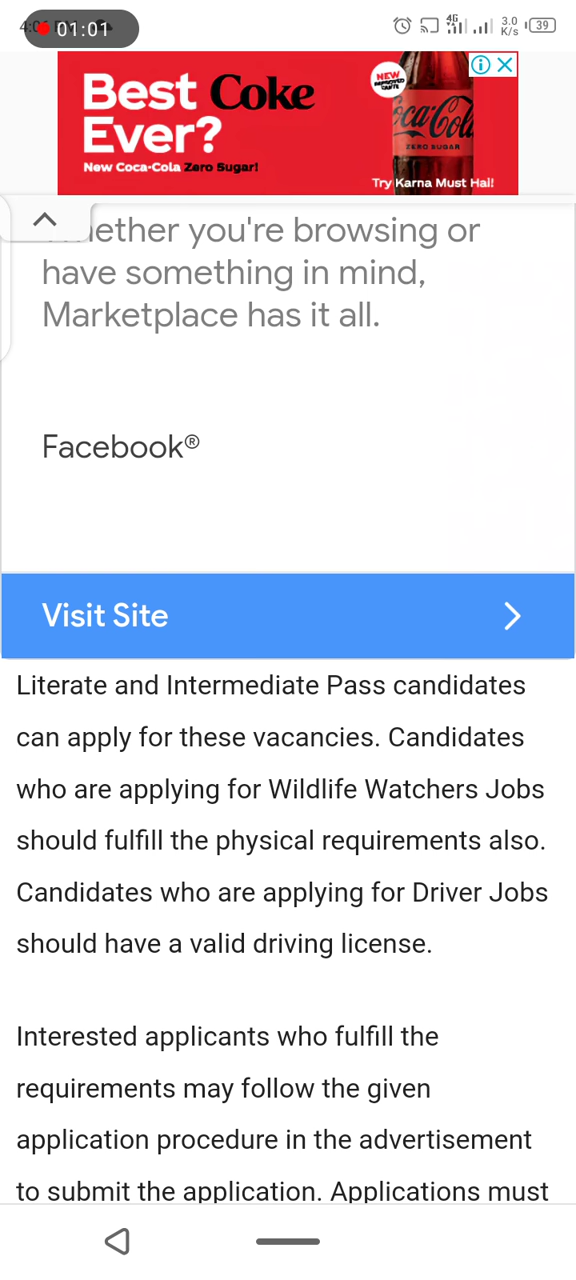 01:01
4G
3.0
K/s
39
Best Coke
Ever?
New Coca-Cola Zero Sugar!
NEW
ZERO SUGAR
Try Karna Must Hai!
ether you're browsing or
have something in mind,
Marketplace has it all.
Facebook®
Visit Site
Literate and Intermediate Pass candidates
can apply for these vacancies. Candidates
who are applying for Wildlife Watchers Jobs
should fulfill the physical requirements also.
Candidates who are applying for Driver Jobs
should have a valid driving license.
Interested applicants who fulfill the
requirements may follow the given
application procedure in the advertisement
to submit the application. Applications must